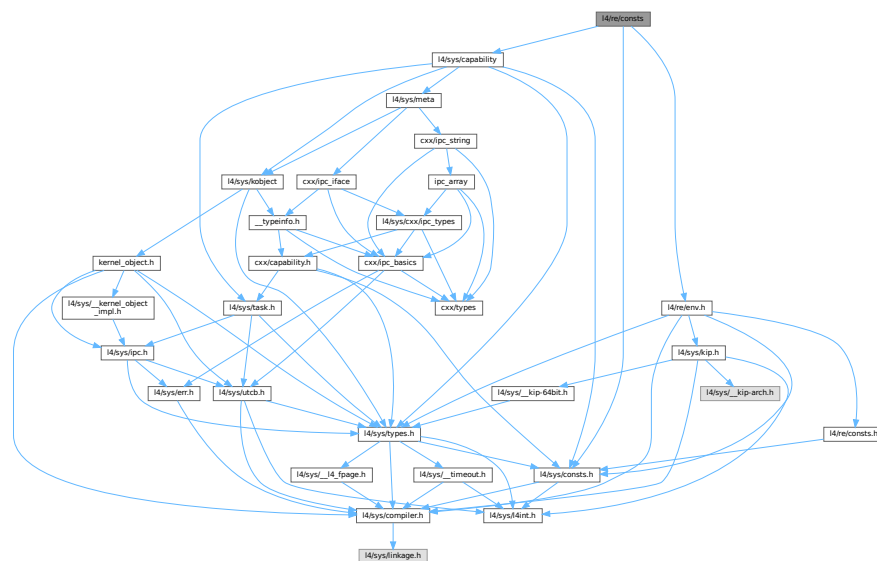 l4/re/consts
l4/sys/capability
l4/sys/meta
cxx/ipc_string
l4/sys/kobject
cxx/ipc_iface
ipc_array
__typeinfo.h
l4/sys/cxx/ipc_types
kernel_object.h
cxx/capability.h
cxx/ipc_basics
l4/sys/__kernel_object
_impl.h
l4/sys/task.h
cxx/types
l4/re/env.h
l4/sys/ipc.h
l4/sys/kip.h
l4/sys/err.h
l4/sys/utcb.h
l4/sys/__kip-64bit.h
l4/sys/__kip-arch.h
l4/sys/types.h
l4/re/consts.h
l4/sys/__l4_fpage.h
l4/sys/__timeout.h
l4/sys/consts.h
l4/sys/compiler.h
l4/sys/l4int.h
l4/sys/linkage.h